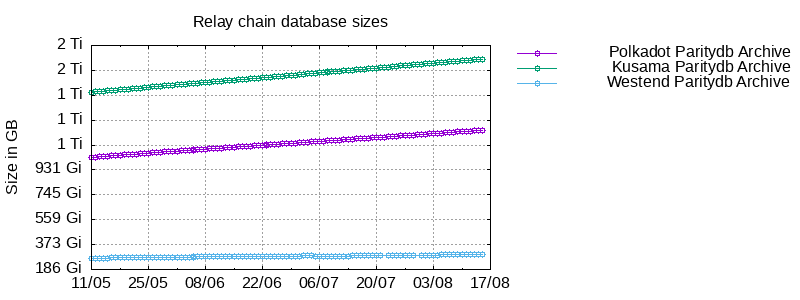 Relay chain database sizes
2 Ti
2 Ti
1 Ti
1 Ti
1 Ti
931 Gi
745 Gi
559 Gi
373 Gi
186 Gi
Size in GB
11/05 25/05 08/06 22/06 06/07 20/07 03/08 17/08
Polkadot Paritydb Archive
Kusama Paritydb Archive
Westend Paritydb Archive